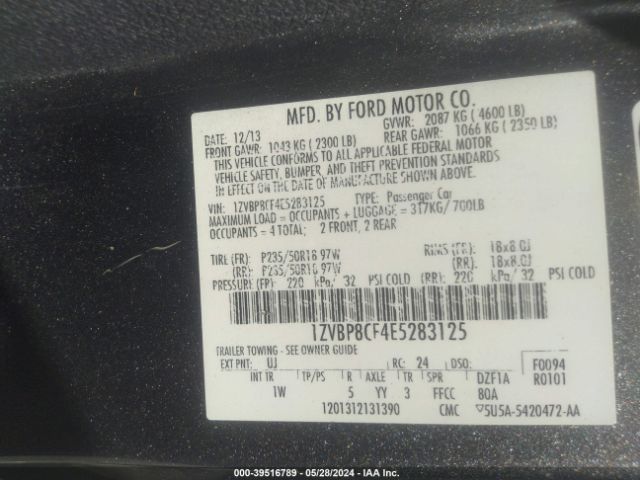 MFD. BY FORD MOTOR CO.
DATE: 12/13 GVWR: 2087 KG ( 4600 LB)
FRONT GAWR: 1043 KG ( 2300 LB) REAR GAWR: 1066 KG ( 2350 LB)
THIS VEHICLE CONFORMS TO ALL APPLICABLE FEDERAL MOTOR
VEHICLE SAFETY, BUMPER, AND THEFT PREVENTION STANDARDS
IN EFFECT ON THE DATE OF MANUFACTURE SHOWN ABOVE.
VIN: 1ZVBP8CF4E5283125 TYPE: Passenger Car
MAXIMUM LOAD = OCCUPANTS + LUGGAGE = 317KG/ 700LB
OCCUPANTS = 4 TOTAL; 2 FRONT, 2 REAR
TIRE (FR): P235/50R18 97W RIMS (FR): 18x8.0J
(RR): P235/50R18 97W (RR): 18x8.0J
PRESSURE (FR): 220 kPa/ 32 PSI COLD (RR): 220 kPa/ 32 PSI COLD
1ZVBP8CF4E5283125
TRAILER TOWING - SEE OWNER GUIDE
EXT PNT: UJ RC: 24 DSO: F0094
INT TR TP/PS R AXLE TR SPR DZF1A R0101
1W 5 YY 3 FFCC 80A
1201312131390 CMC ▽5U5A-5420472-AA
000-39516789 - 05/28/2024 - IAA Inc.